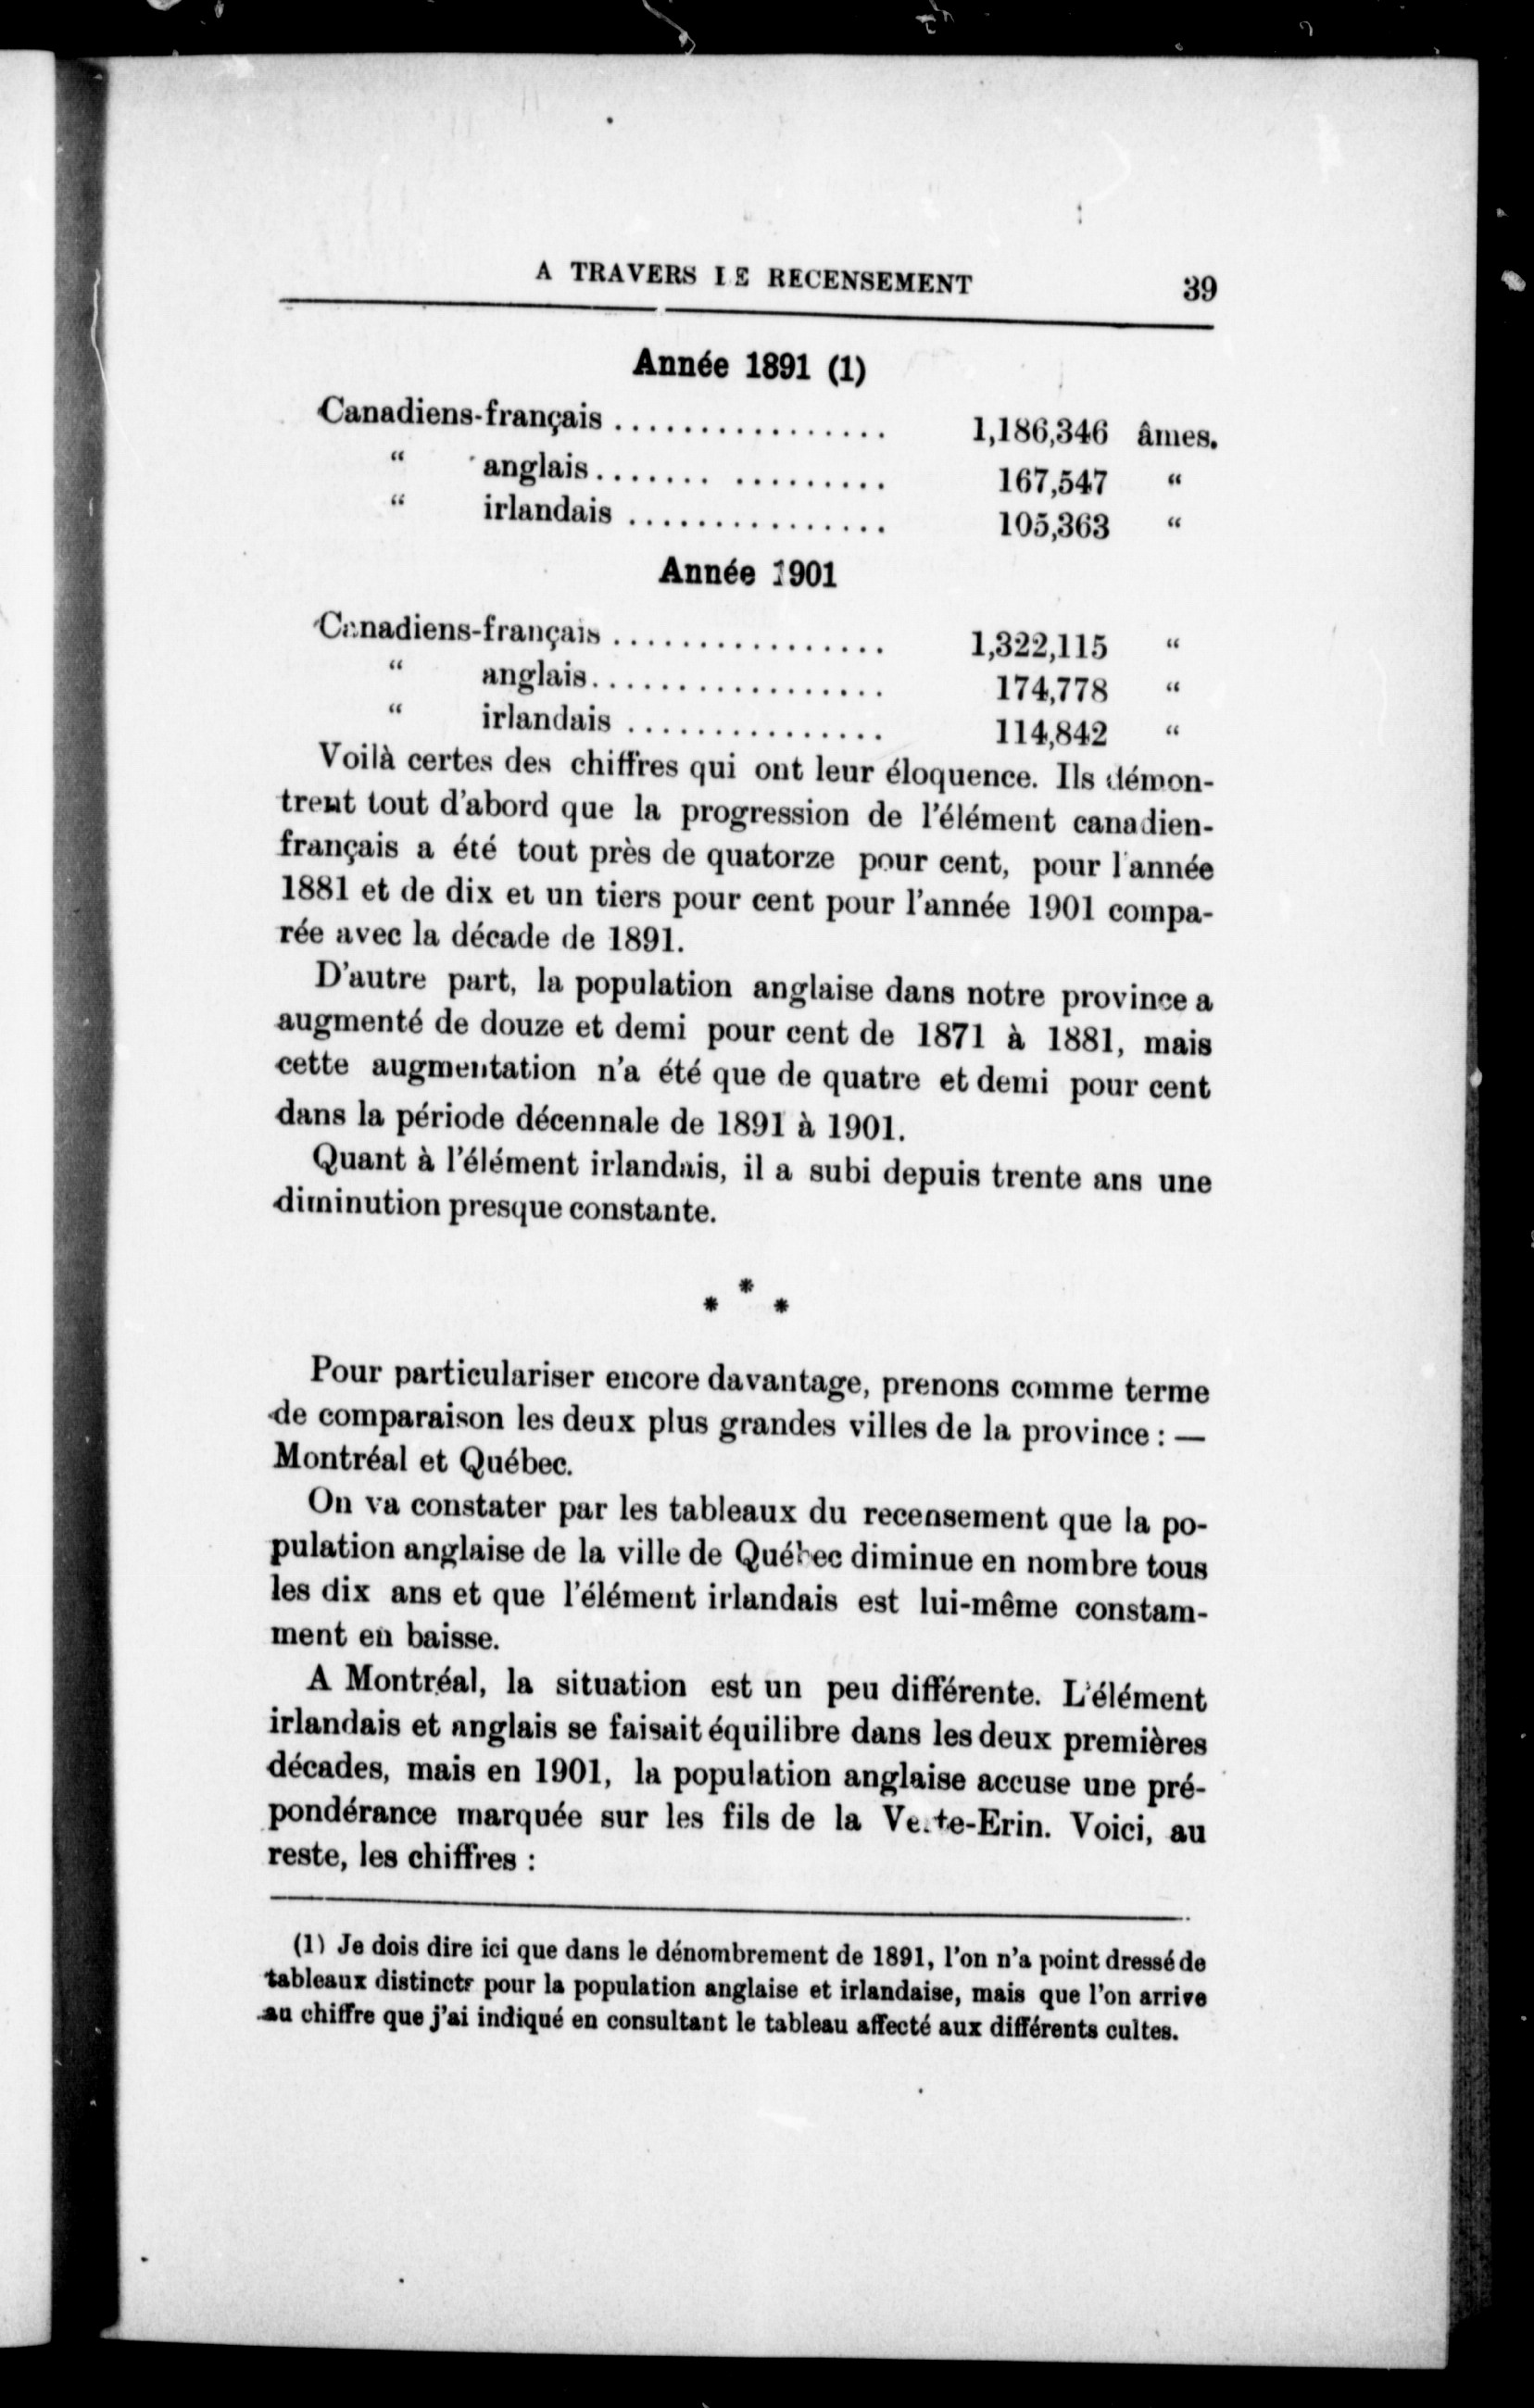 A TRAVERS LE RECENSEMENT 39
Année 1891 (1)
Canadiens-français ................ 1,186,346 âmes.
“ anglais................ 167,547 “
“ irlandais ............... 105,363 “
Année 1901
Canadiens-français ................ 1,322,115 “
“ anglais................. 174,778 “
“ irlandais ............... 114,842 “
Voilà certes des chiffres qui ont leur éloquence. Ils démon-
trent tout d'abord que la progression de l'élément canadien-
français a été tout près de quatorze pour cent, pour l'année
1881 et de dix et un tiers pour cent pour l'année 1901 compa-
rée avec la décade de 1891.
D'autre part, la population anglaise dans notre province a
augmenté de douze et demi pour cent de 1871 à 1881, mais
cette augmentation n'a été que de quatre et demi pour cent
dans la période décennale de 1891 à 1901.
Quant à l'élément irlandais, il a subi depuis trente ans une
diminution presque constante.
* * *
Pour particulariser encore davantage, prenons comme terme
de comparaison les deux plus grandes villes de la province : —
Montréal et Québec.
On va constater par les tableaux du recensement que la po-
pulation anglaise de la ville de Québec diminue en nombre tous
les dix ans et que l'élément irlandais est lui-même constam-
ment en baisse.
A Montréal, la situation est un peu différente. L'élément
irlandais et anglais se faisait équilibre dans les deux premières
décades, mais en 1901, la population anglaise accuse une pré-
pondérance marquée sur les fils de la Verte-Erin. Voici, au
reste, les chiffres :
(1) Je dois dire ici que dans le dénombrement de 1891, l'on n'a point dressé de
tableaux distincts pour la population anglaise et irlandaise, mais que l'on arrive
au chiffre que j'ai indiqué en consultant le tableau affecté aux différents cultes.